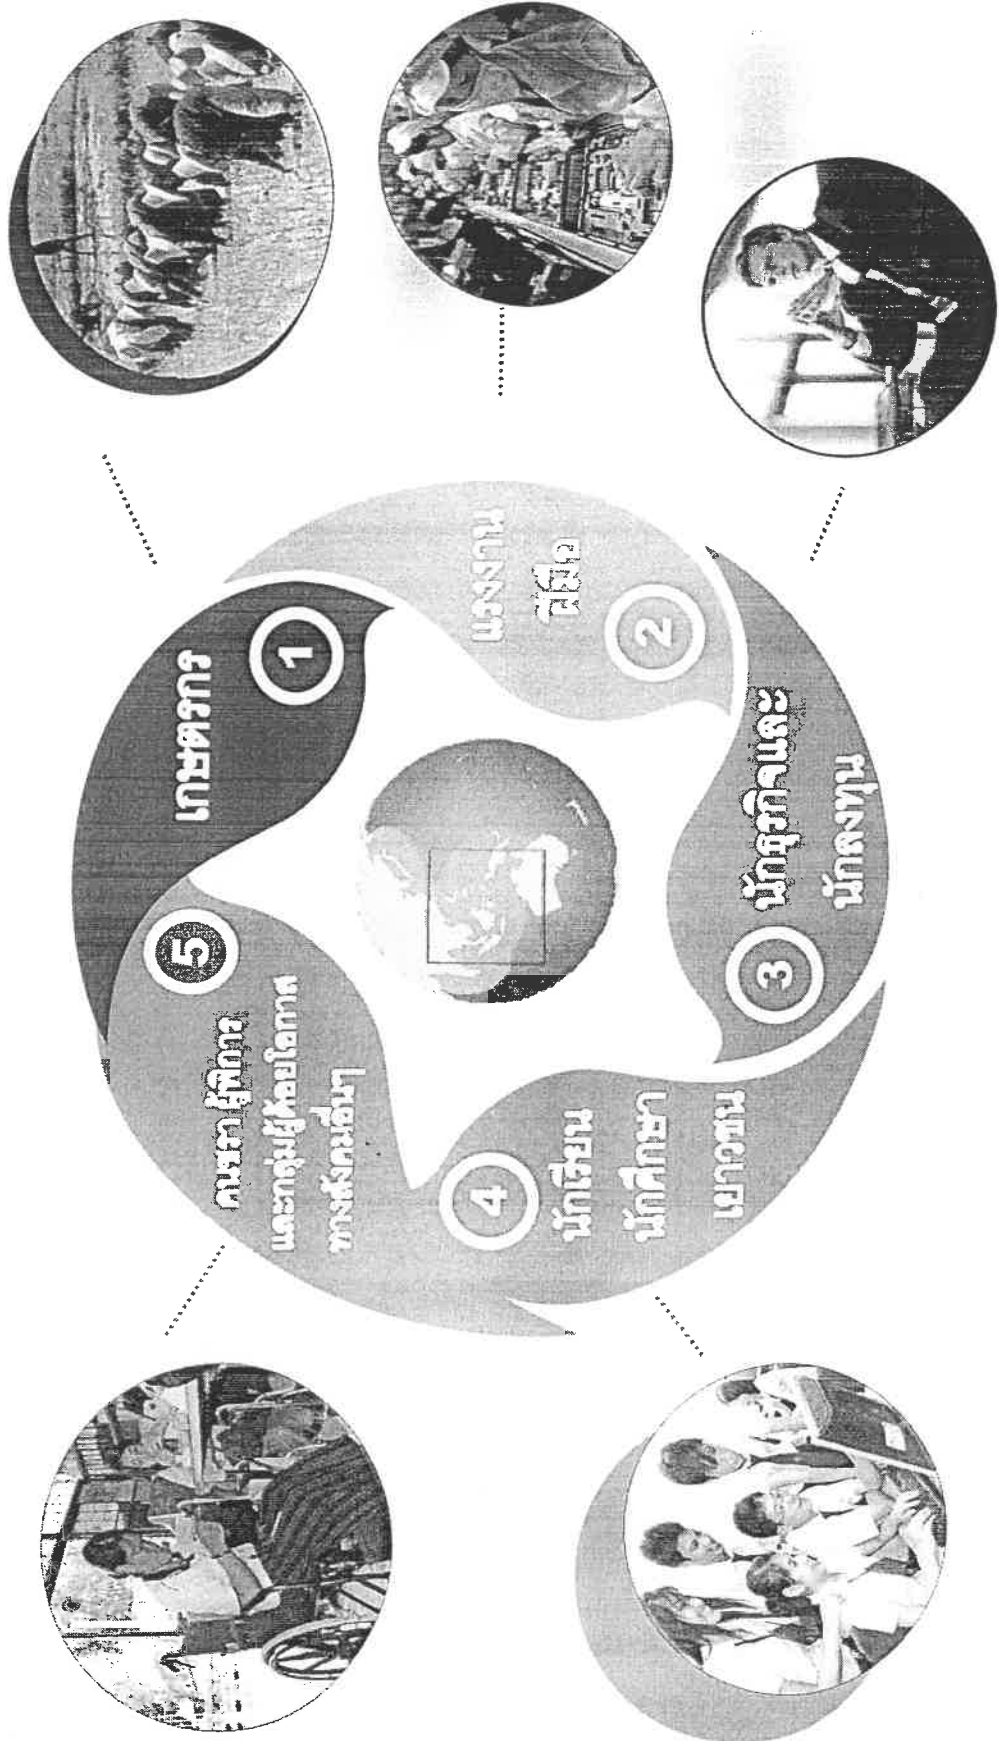 1
เกษตรกร
2
แรงงาน
ฝีมือ
3
นักธุรกิจและ
นักลงทุน
4
นักเรียน
นักศึกษา
เยาวชน
5
คนชรา ผู้พิการ
และกลุ่มผู้ด้อยโอกาส
ทางสังคมอื่นๆ